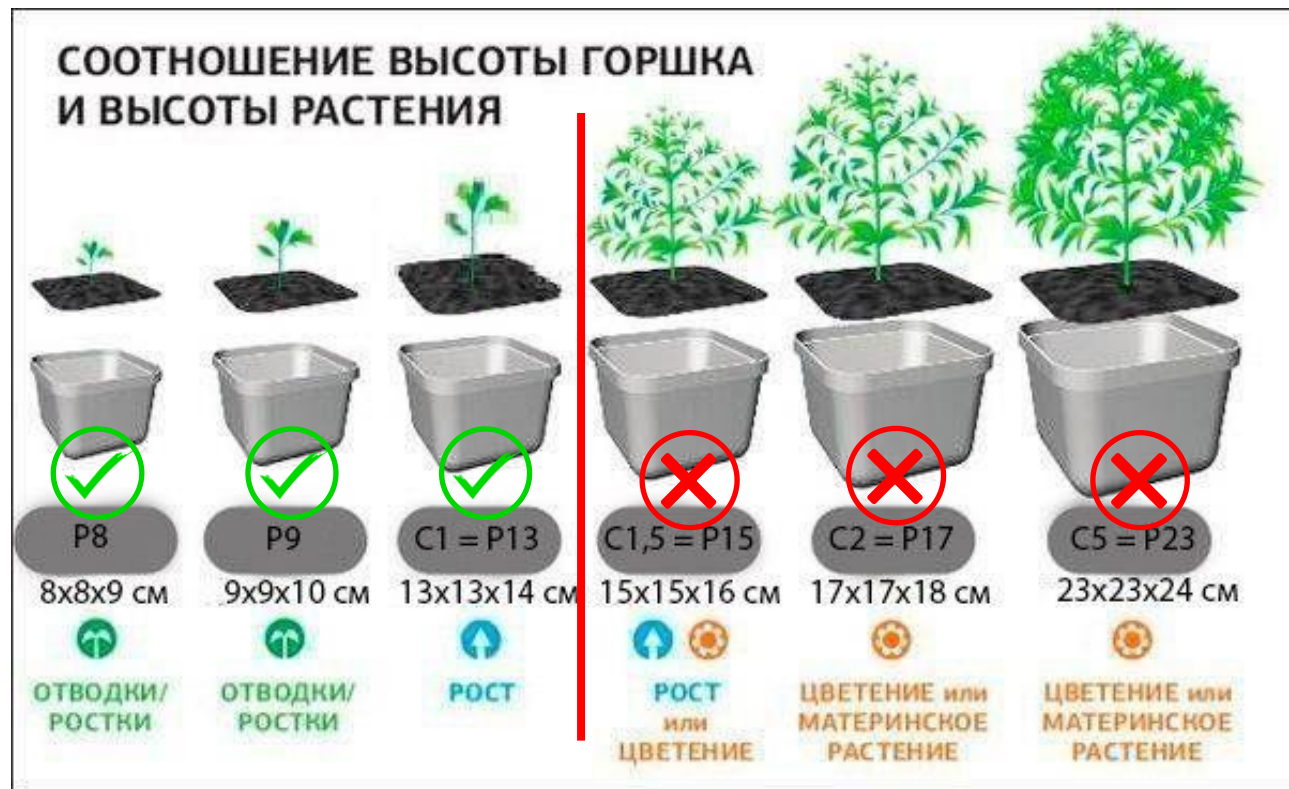 СООТНОШЕНИЕ ВЫСОТЫ ГОРШКА
И ВЫСОТЫ РАСТЕНИЯ
P8
8x8x9 см
ОТВОДКИ/
РОСТКИ
P9
9x9x10 см
ОТВОДКИ/
РОСТКИ
C1 = P13
13x13x14 см
РОСТ
C1,5 = P15
15x15x16 см
РОСТ
или
ЦВЕТЕНИЕ
C2 = P17
17x17x18 см
ЦВЕТЕНИЕ или
МАТЕРИНСКОЕ
РАСТЕНИЕ
C5 = P23
23x23x24 см
ЦВЕТЕНИЕ или
МАТЕРИНСКОЕ
РАСТЕНИЕ